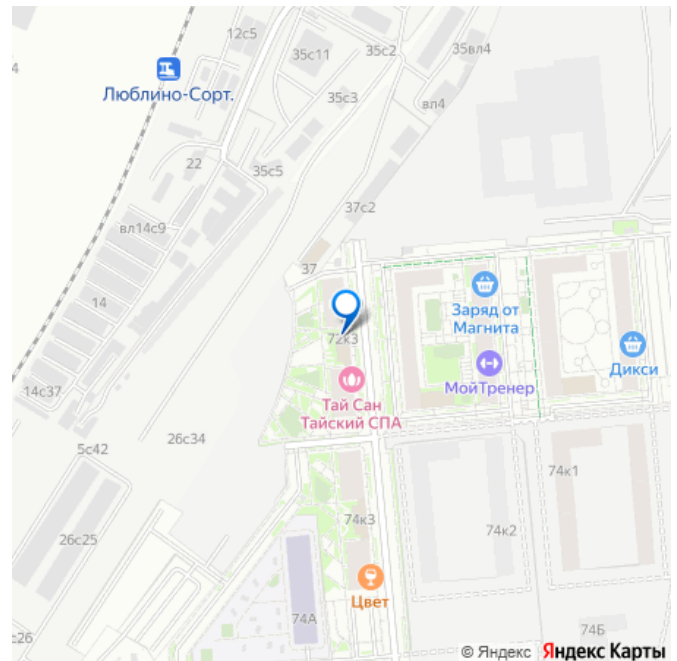 12с5
35с11
35с2
35вл4
4
Люблино-Сорт.
35с3
вл4
22
35с5
37с2
вл14с9
37
14
Заряд от
Магнита
72к3
Дикси
МойТренер
14с37
Тай Сан
Тайский СПА
26с34
5с42
74к1
74к3
74к2
26с25
Цвет
74А
74Б
с26
© Яндекс Яндекс Карты